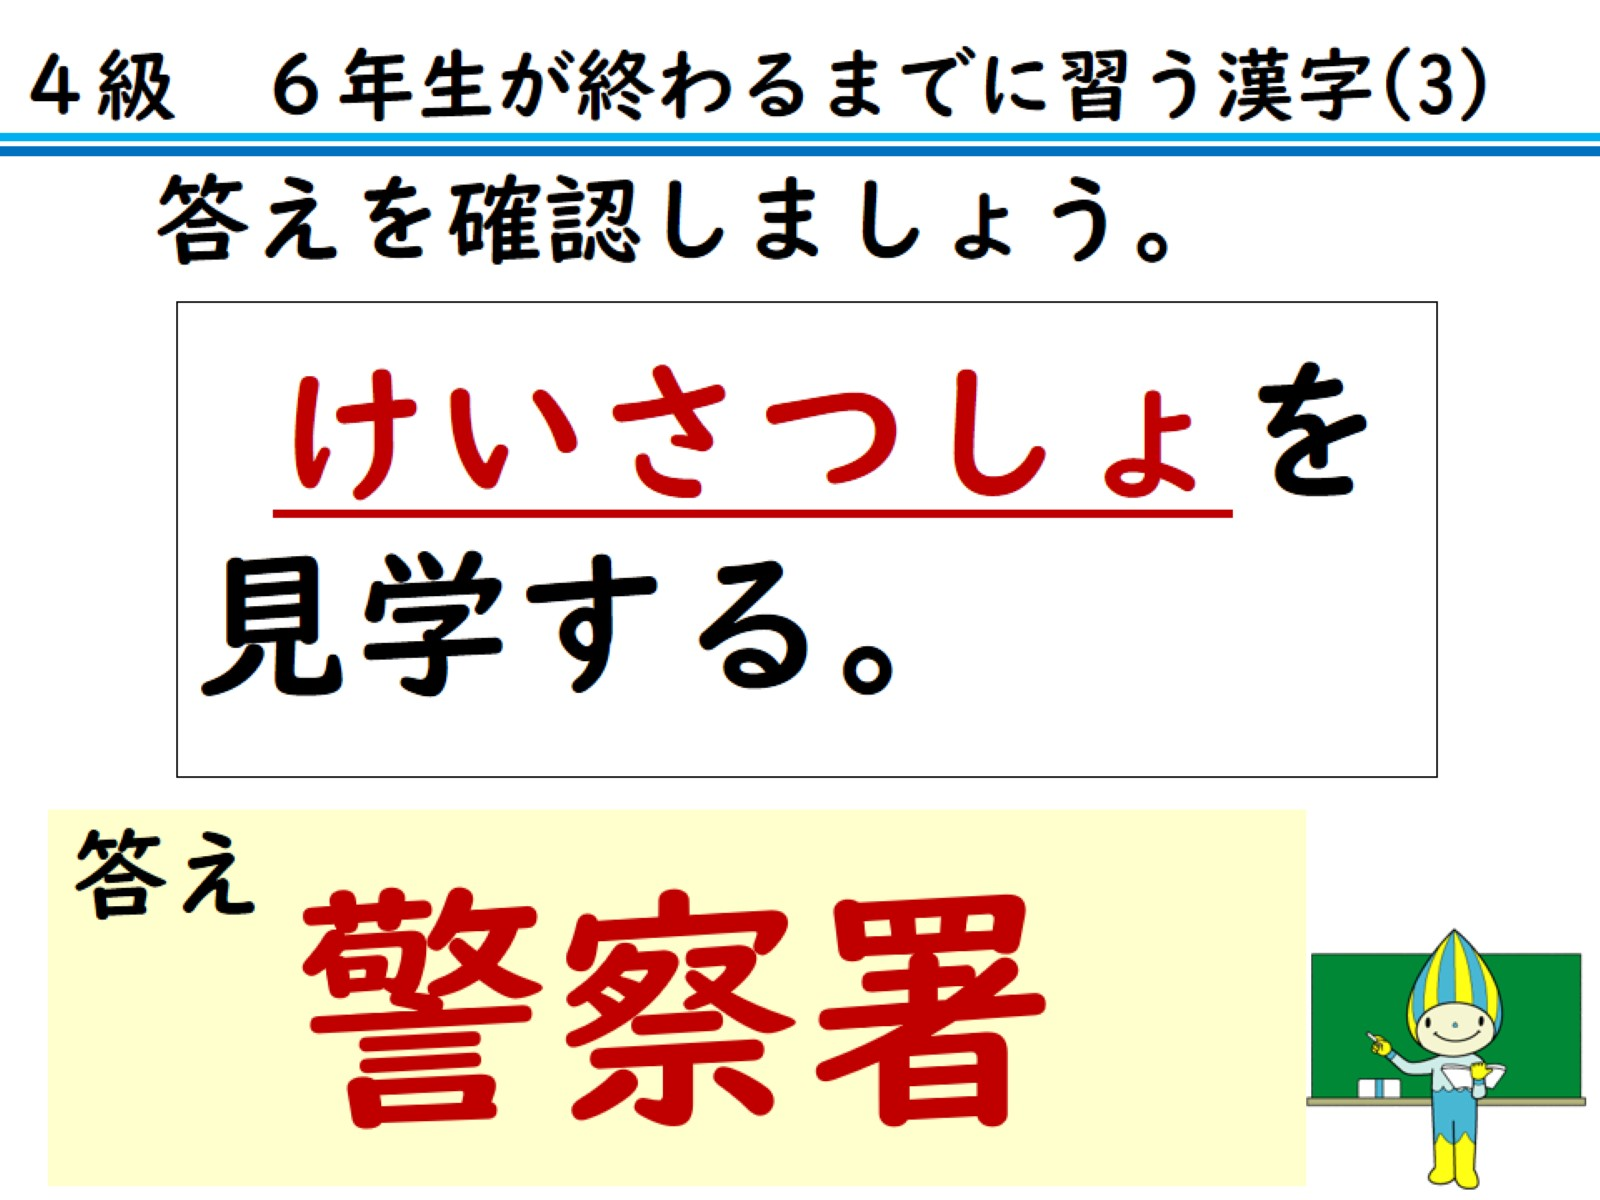 ４級　６年生が終わるまでに習う漢字(3)
答えを確認しましょう。
けいさつしょを
見学する。
答え
警察署